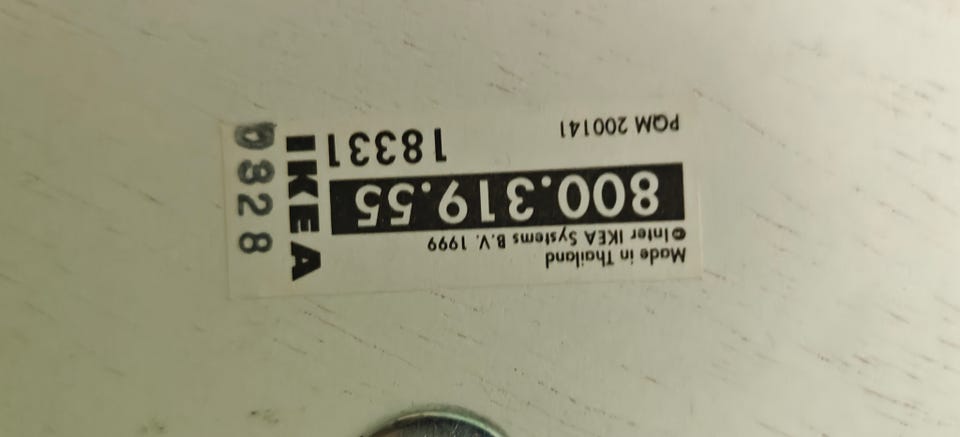 Made in Thailand
©Inter IKEA Systems B.V. 1999
800.319.55
PQM 200141 18331
IKEA